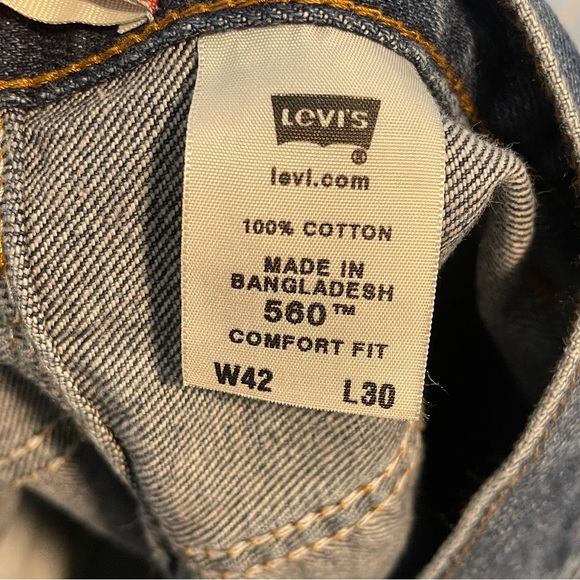 LEVI'S
®
levi.com
100% COTTON
MADE IN
BANGLADESH
560™
COMFORT FIT
W42 L30